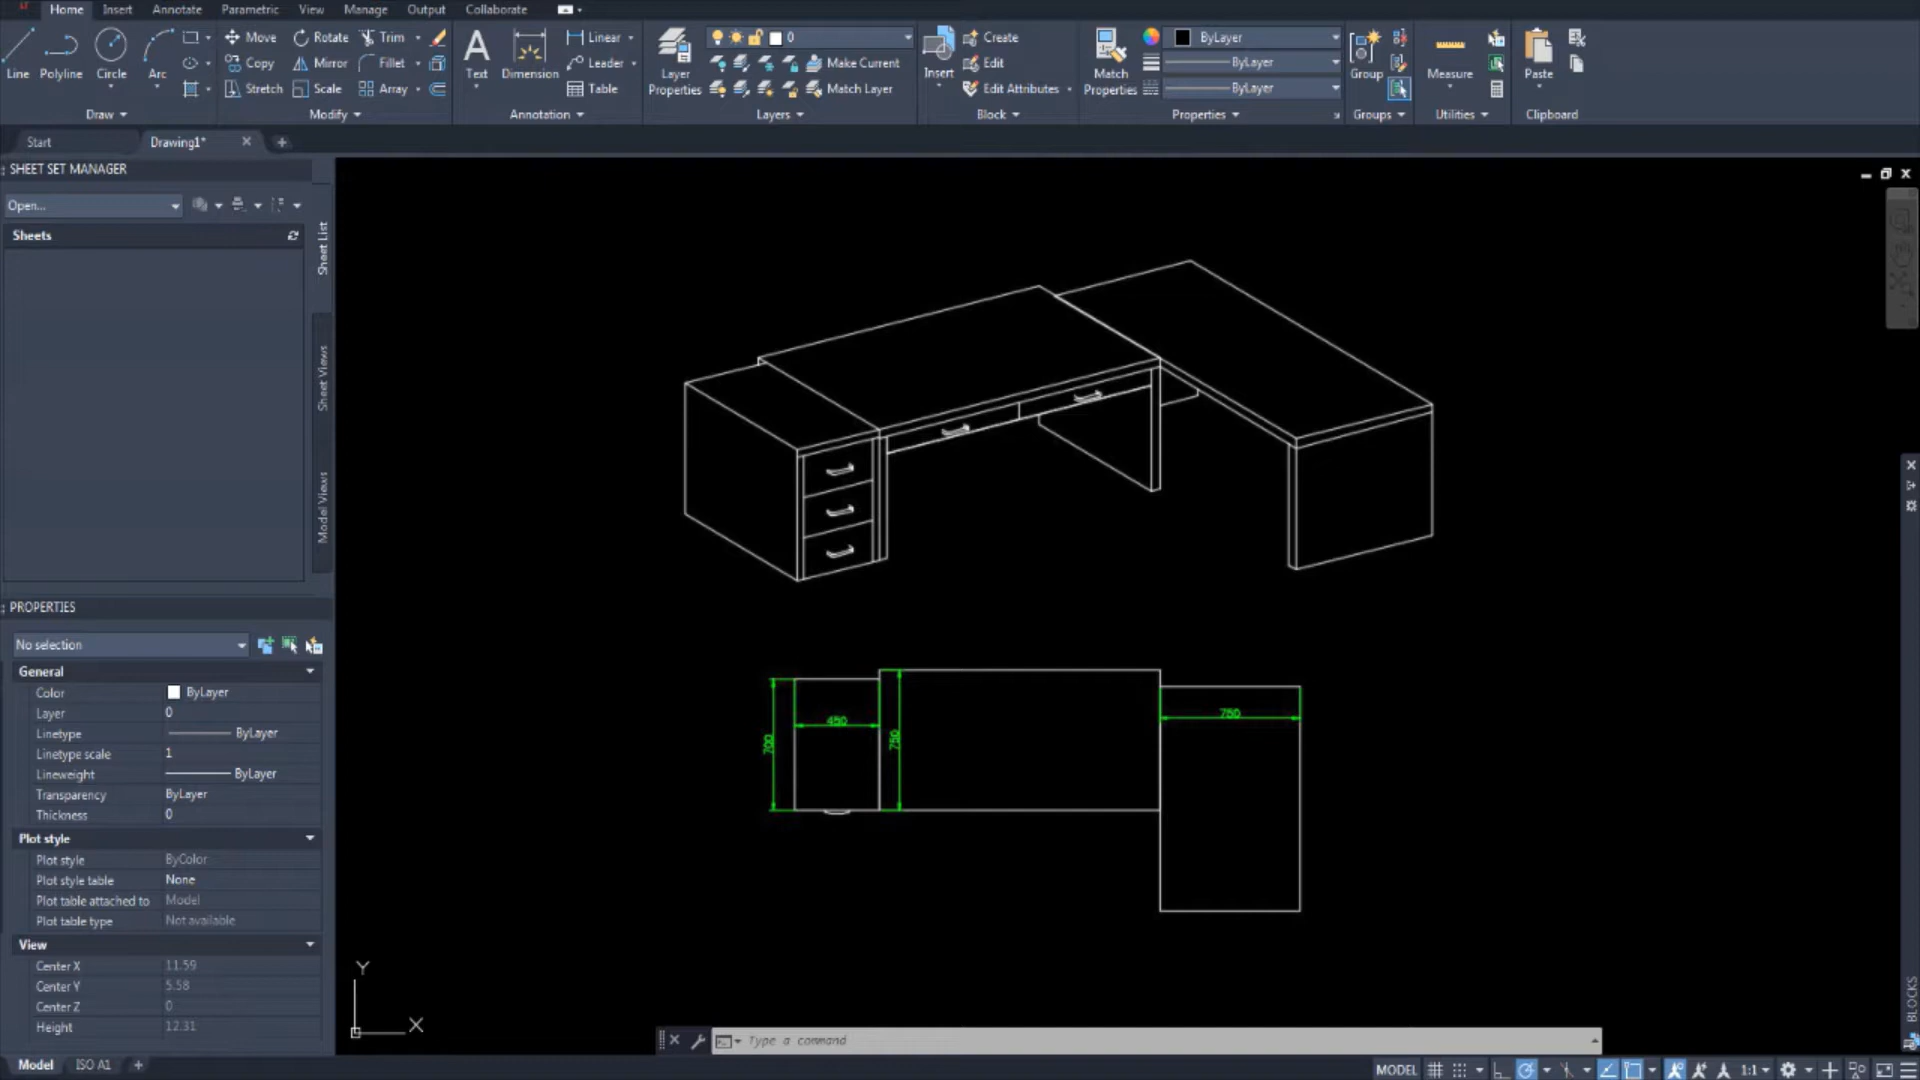 Home Insert Annotate Parametric View Manage Output Collaborate
Line Polyline Circle Arc
Move Rotate Trim
Copy Mirror Fillet
Stretch Scale Array
Draw Modify
Text Dimension
Linear
Leader
Table
Annotation
Layer Properties
0
Make Current
Match Layer
Layers
Insert
Create
Edit
Edit Attributes
Block
Match Properties
ByLayer
ByLayer
ByLayer
Properties
Group
Groups
Measure
Utilities
Paste
Clipboard
Start Drawing1*
SHEET SET MANAGER
Open...
Sheets
Sheet List
Sheet Views
Model Views
PROPERTIES
No selection
General
Color ByLayer
Layer 0
Linetype ByLayer
Linetype scale 1
Lineweight ByLayer
Transparency ByLayer
Thickness 0
Plot style
Plot style ByColor
Plot style table None
Plot table attached to Model
Plot table type Not available
View
Center X 11.59
Center Y 5.58
Center Z 0
Height 12.31
700
450
750
750
Y
X
BLOCKS
Type a command
Model ISO A1
MODEL 1:1